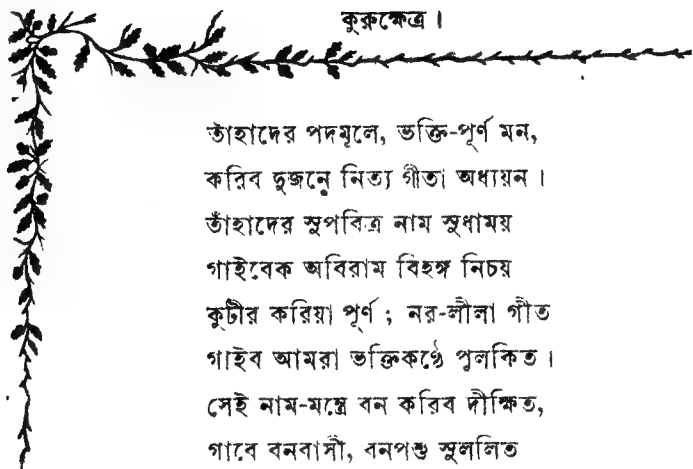 কুরুক্ষেত্র।
তাঁহাদের পদমূলে, ভক্তি-পূর্ণ মন,
করিব দুজনে নিত্য গীতা অধ্যয়ন।
তাঁহাদের সুপবিত্র নাম সুধাময়
গাইবেক অবিরাম বিহঙ্গ নিচয়
কুটীর করিয়া পূর্ণ; নর-লীলা গীত
গাইব আমরা ভক্তিকণ্ঠে পুলকিত।
সেই নাম-মন্ত্রে বন করিব দীক্ষিত,
গাবে বনবাসী, বনপশু সুললিত